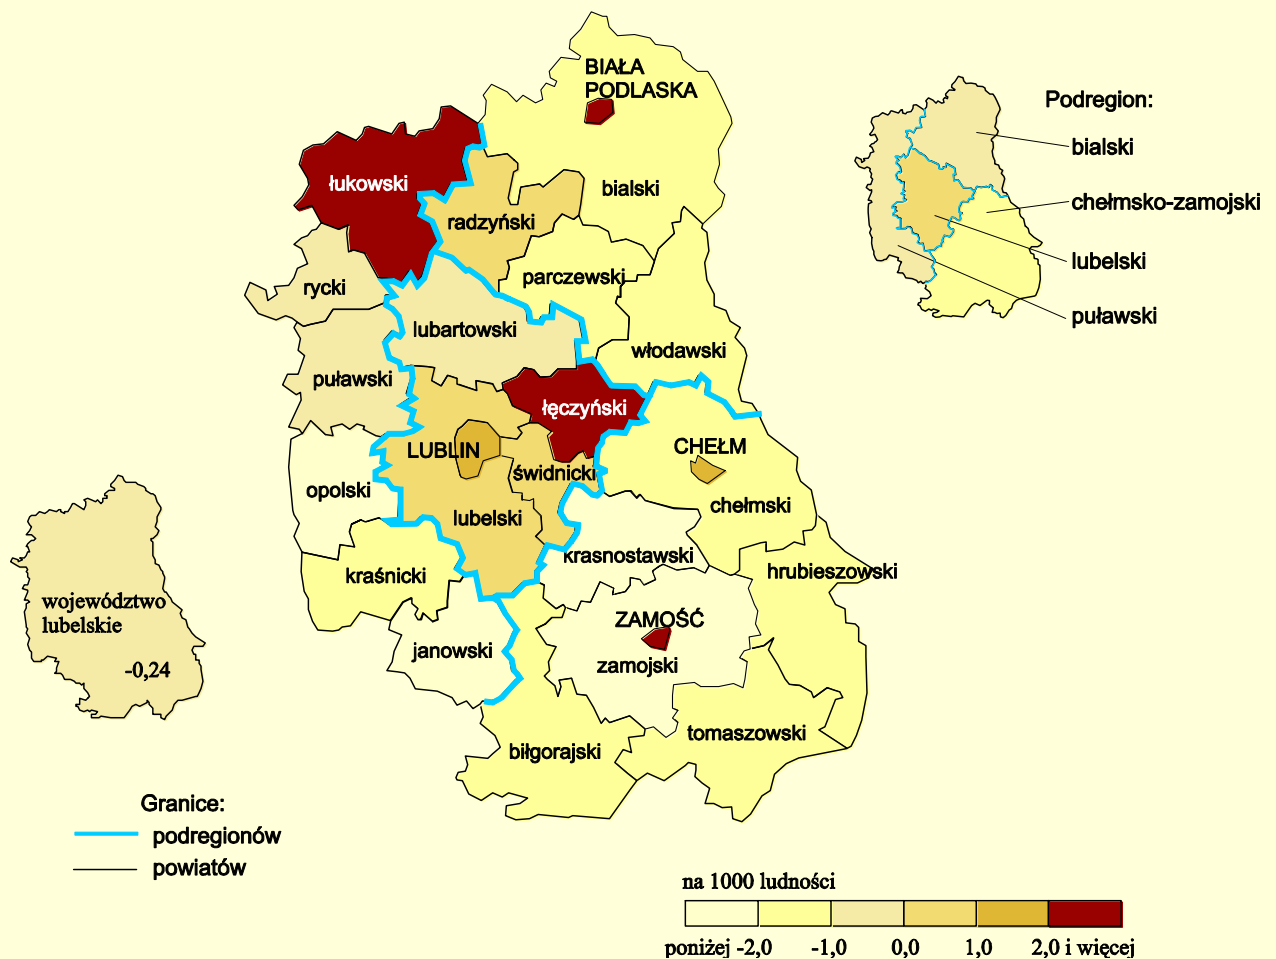 BIAŁA
PODLASKA
łukowski
bialski
radzyński
rycki
parczewski
lubartowski
włodawski
puławski
łęczyński
LUBLIN
CHEŁM
świdnicki
opolski
chełmski
lubelski
krasnostawski
kraśnicki
hrubieszowski
ZAMOŚĆ
janowski
zamojski
tomaszowski
biłgorajski
Podregion:
bialski
chełmsko-zamojski
lubelski
puławski
województwo
lubelskie
-0,24
Granice:
podregionów
powiatów
na 1000 ludności
poniżej -2,0 -1,0 0,0 1,0 2,0 i więcej